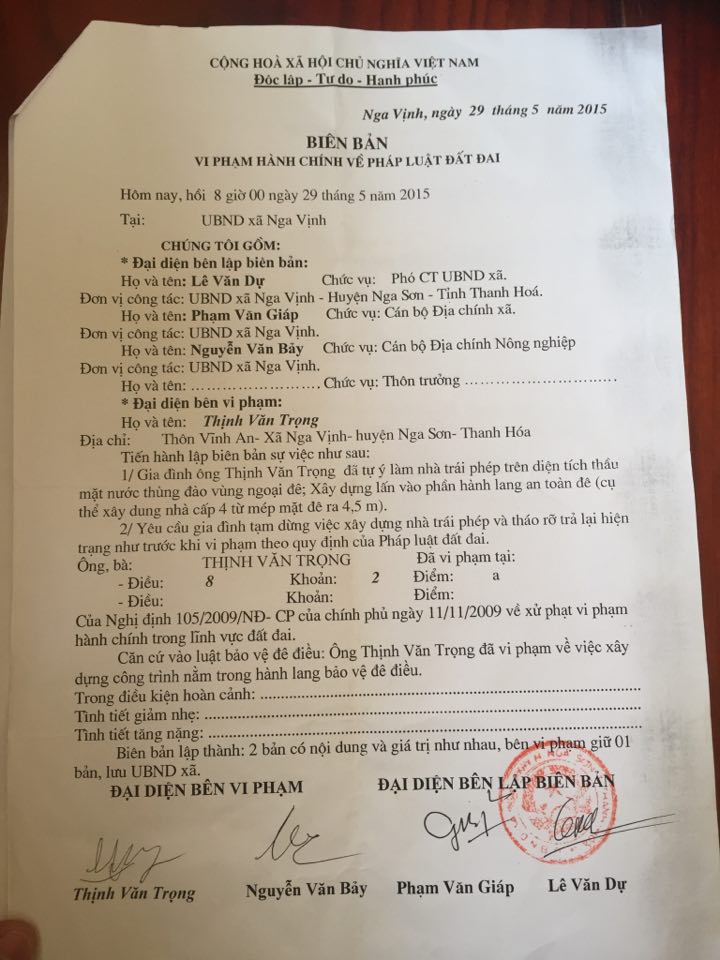 CỘNG HOÀ XÃ HỘI CHỦ NGHĨA VIỆT NAM
Độc lập - Tự do - Hạnh phúc
Nga Vịnh, ngày 29 tháng 5 năm 2015
BIÊN BẢN
VI PHẠM HÀNH CHÍNH VỀ PHÁP LUẬT ĐẤT ĐAI
Hôm nay, hồi 8 giờ 00 ngày 29 tháng 5 năm 2015
Tại: UBND xã Nga Vịnh
CHÚNG TÔI GỒM:
* Đại diện bên lập biên bản:
Họ và tên: Lê Văn Dự Chức vụ: Phó CT UBND xã.
Đơn vị công tác: UBND xã Nga Vịnh - Huyện Nga Sơn - Tỉnh Thanh Hoá.
Họ và tên: Phạm Văn Giáp Chức vụ: Cán bộ Địa chính xã.
Đơn vị công tác: UBND xã Nga Vịnh.
Họ và tên: Nguyễn Văn Bảy Chức vụ: Cán bộ Địa chính Nông nghiệp
Đơn vị công tác: UBND xã Nga Vịnh.
Họ và tên: ........................ Chức vụ: Thôn trưởng ..............................
* Đại diện bên vi phạm:
Họ và tên: Thịnh Văn Trọng
Địa chỉ: Thôn Vĩnh An- Xã Nga Vịnh- huyện Nga Sơn- Thanh Hóa
Tiến hành lập biên bản sự việc như sau:
1/ Gia đình ông Thịnh Văn Trọng đã tự ý làm nhà trái phép trên diện tích thầu
mặt nước thùng đào vùng ngoại đê; Xây dựng lấn vào phần hành lang an toàn đê (cụ
thể xây dung nhà cấp 4 từ mép mặt đê ra 4,5 m).
2/ Yêu cầu gia đình tạm dừng việc xây dựng nhà trái phép và tháo rỡ trả lại hiện
trạng như trước khi vi phạm theo quy định của Pháp luật đất đai.
Ông, bà: THỊNH VĂN TRỌNG Đã vi phạm tại:
- Điều: 8 Khoản: 2 Điểm: a
- Điều: Khoản: Điểm:
Của Nghị định 105/2009/NĐ- CP của chính phủ ngày 11/11/2009 về xử phạt vi phạm
hành chính trong lĩnh vực đất đai.
Căn cứ vào luật bảo vệ đê điều: Ông Thịnh Văn Trọng đã vi phạm về việc xây
dựng công trình nằm trong hành lang bảo vệ đê điều.
Trong điều kiện hoàn cảnh: ............................................................
Tình tiết giảm nhẹ: ............................................................
Tình tiết tăng nặng: ............................................................
Biên bản lập thành: 2 bản có nội dung và giá trị như nhau, bên vi phạm giữ 01
bản, lưu UBND xã.
ĐẠI DIỆN BÊN VI PHẠM ĐẠI DIỆN BÊN LẬP BIÊN BẢN
Thịnh Văn Trọng Nguyễn Văn Bảy Phạm Văn Giáp Lê Văn Dự